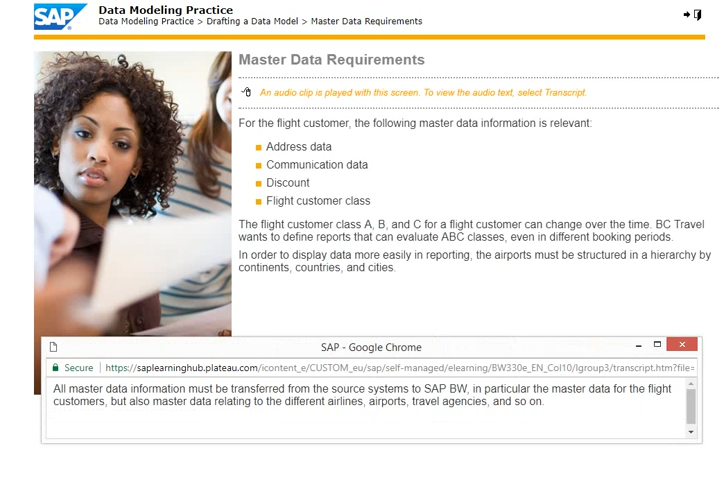 SAP
Data Modeling Practice
Data Modeling Practice > Drafting a Data Model > Master Data Requirements
Master Data Requirements
An audio clip is played with this screen. To view the audio text, select Transcript.
For the flight customer, the following master data information is relevant:
Address data
Communication data
Discount
Flight customer class
The flight customer class A, B, and C for a flight customer can change over the time. BC Travel
wants to define reports that can evaluate ABC classes, even in different booking periods.
In order to display data more easily in reporting, the airports must be structured in a hierarchy by
continents, countries, and cities.
SAP - Google Chrome
Secure https://saplearninghub.plateau.com/icontent_e/CUSTOM_eu/sap/self-managed/elearning/BW330e_EN_Col10/lgroup3/transcript.htm?file=
All master data information must be transferred from the source systems to SAP BW, in particular the master data for the flight
customers, but also master data relating to the different airlines, airports, travel agencies, and so on.